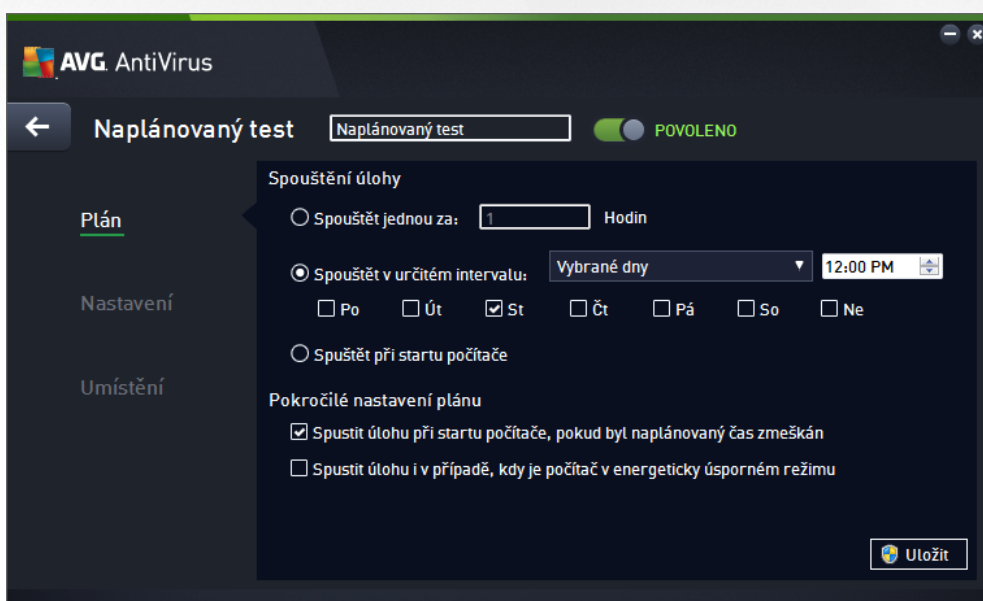 AVG. AntiVirus
Naplánovaný test
Naplánovaný test
POVOLENO
Plán
Nastavení
Umístění
Spouštění úlohy
Spouštět jednou za: 1 Hodin
Spouštět v určitém intervalu: Vybrané dny 12:00 PM
Po Út St Čt Pá So Ne
Spuštět při startu počítače
Pokročilé nastavení plánu
Spustit úlohu při startu počítače, pokud byl naplánovaný čas zmeškán
Spustit úlohu i v případě, kdy je počítač v energeticky úsporném režimu
Uložit